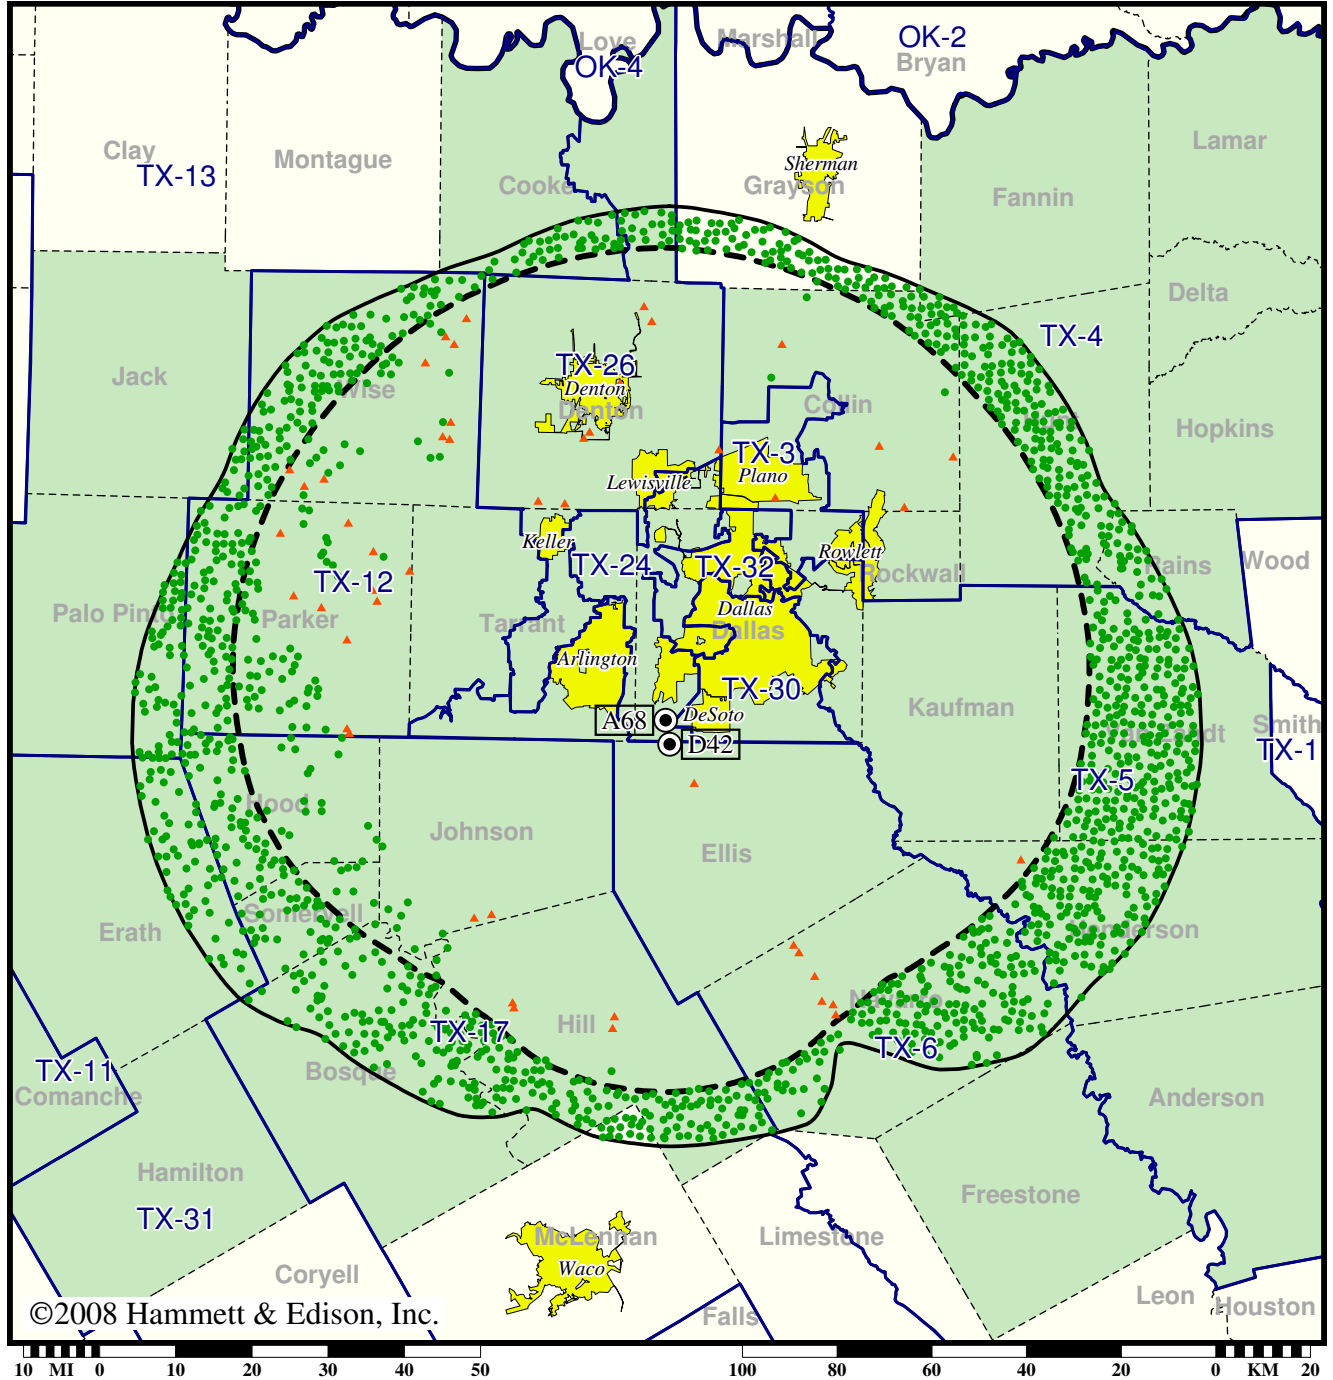 Love
Marshall
OK-2
Bryan
OK-4
Clay
TX-13
Montague
Cooke
Sherman
Grayson
Fannin
Lamar
Delta
TX-4
Jack
Wise
TX-26
Denton
Denton
Collin
Hopkins
TX-3
Plano
Lewisville
Keller
TX-24
TX-32
Rowlett
Rockwall
Rains
Wood
TX-12
Palo Pinto
Parker
Tarrant
Dallas
Dallas
Arlington
TX-30
A68
DeSoto
D42
Kaufman
Smith
TX-1
TX-5
Hood
Johnson
Ellis
Erath
Somervell
Henderson
Navarro
TX-17
Hill
TX-6
TX-11
Comanche
Bosque
Anderson
Hamilton
TX-31
Freestone
McLennan
Waco
Limestone
Coryell
Leon
Houston
Falls
©2008 Hammett & Edison, Inc.
10 MI 0 10 20 30 40 50 100 80 60 40 20 0 KM 20